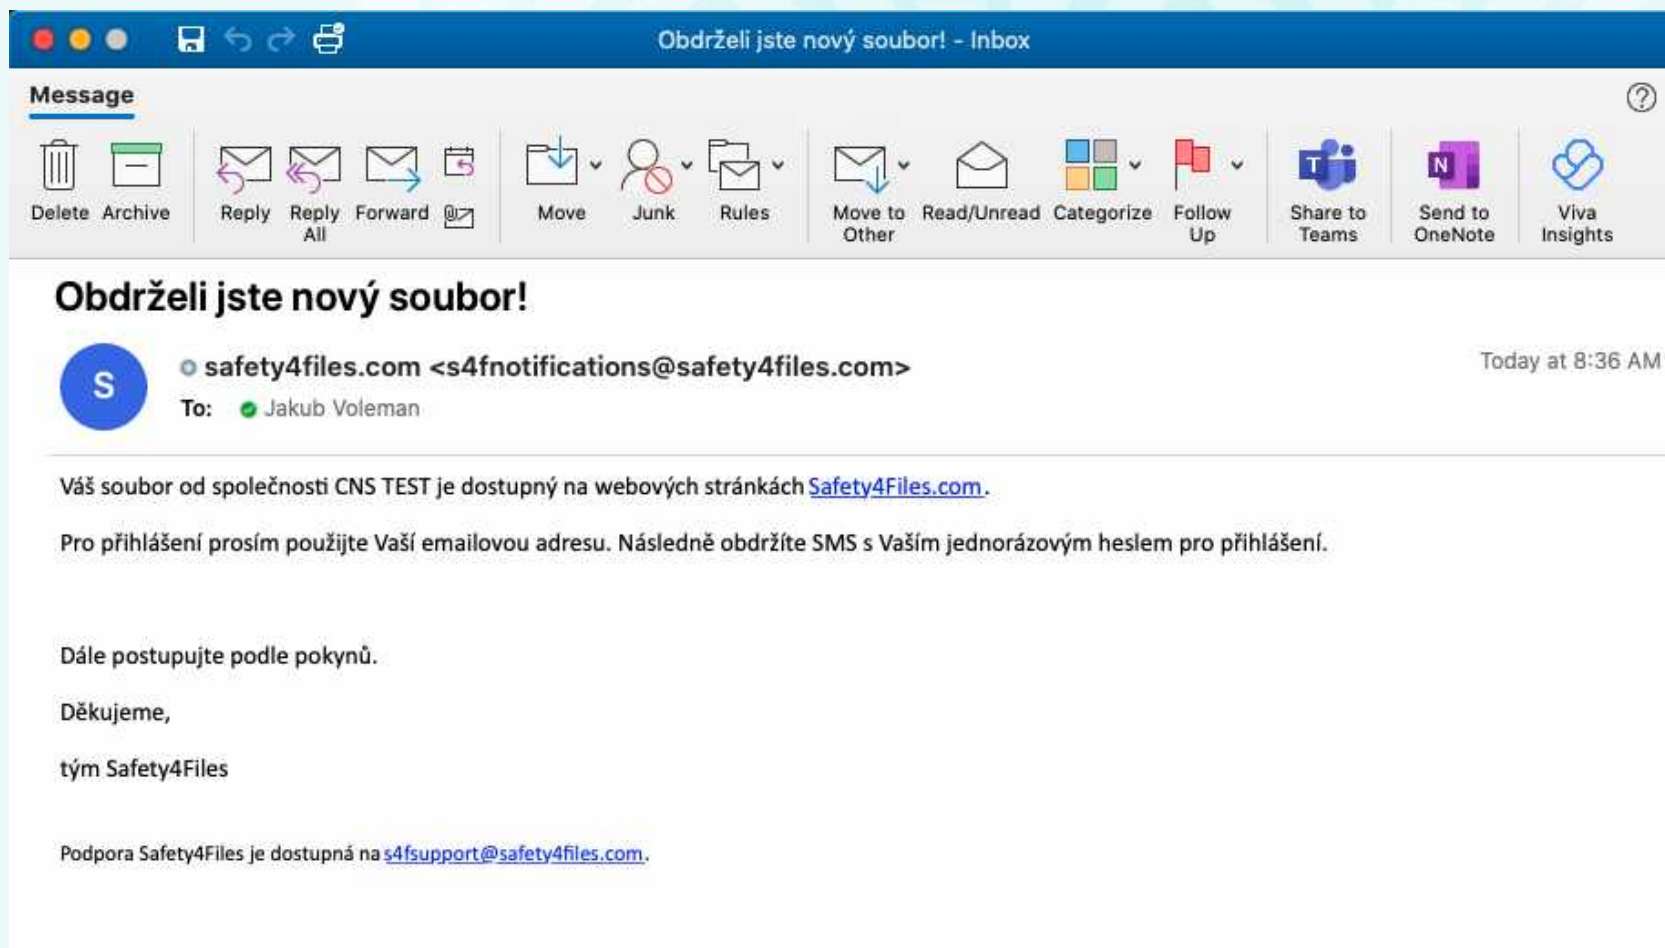 Obdrželi jste nový soubor! - Inbox
Message
Delete Archive Reply Reply All Forward Move Junk Rules Move to Other Read/Unread Categorize Follow Up Share to Teams Send to OneNote Viva Insights
Obdrželi jste nový soubor!
S
safety4files.com <s4fnotifications@safety4files.com>
Today at 8:36 AM
To: Jakub Voleman
Váš soubor od společnosti CNS TEST je dostupný na webových stránkách Safety4Files.com.
Pro přihlášení prosím použijte Vaší emailovou adresu. Následně obdržíte SMS s Vaším jednorázovým heslem pro přihlášení.
Dále postupujte podle pokynů.
Děkujeme,
tým Safety4Files
Podpora Safety4Files je dostupná na s4fsupport@safety4files.com.